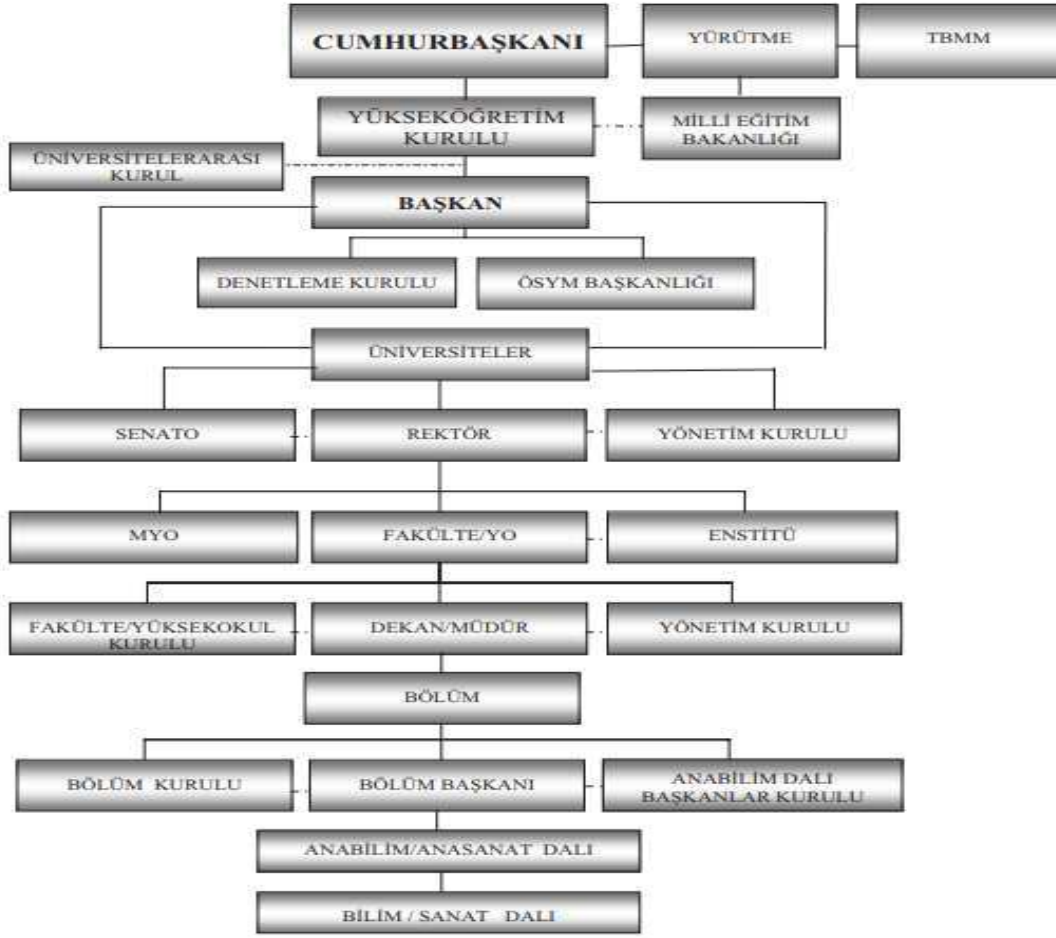 CUMHURBAŞKANI
YÜRÜTME
TBMM
YÜKSEKÖĞRETİM
KURULU
MİLLİ EĞİTİM
BAKANLIĞI
ÜNİVERSİTELERARASI
KURUL
BAŞKAN
DENETLEME KURULU
ÖSYM BAŞKANLIĞI
ÜNİVERSİTELER
SENATO
REKTÖR
YÖNETİM KURULU
MYO
FAKÜLTE/YO
ENSTİTÜ
FAKÜLTE/YÜKSEKOKUL
KURULU
DEKAN/MÜDÜR
YÖNETİM KURULU
BÖLÜM
BÖLÜM KURULU
BÖLÜM BAŞKANI
ANABİLİM DALI
BAŞKANLAR KURULU
ANABİLİM/ANASANAT DALI
BİLİM / SANAT DALI